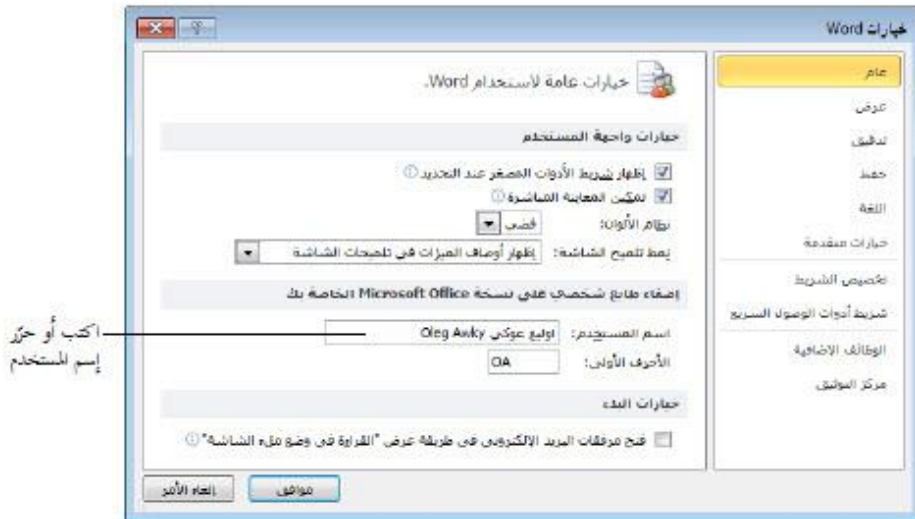 خيارات Word
عام
عرض
تدقيق
حفظ
اللغة
خيارات متقدمة
تخصيص الشريط
شريط أدوات الوصول السريع
الوظائف الإضافية
مركز التوثيق
خيارات عامة لاستخدام Word.
خيارات واجهة المستخدم
إظهار شريط الأدوات المصغر عند التحديد
تمكين المعاينة المباشرة
نظام الألوان: فضي
نمط تلميح الشاشة: إظهار أوصاف الميزات في تلميحات الشاشة
إضفاء طابع شخصي على نسخة Microsoft Office الخاصة بك
اسم المستخدم: اوليغ عوكي Oleg Awky
الأحرف الأولى: OA
خيارات البدء
فتح مرفقات البريد الإلكتروني في طريقة عرض "القراءة في وضع ملء الشاشة"
موافق
إلغاء الأمر
اكتب أو حرّر
إسم المستخدم